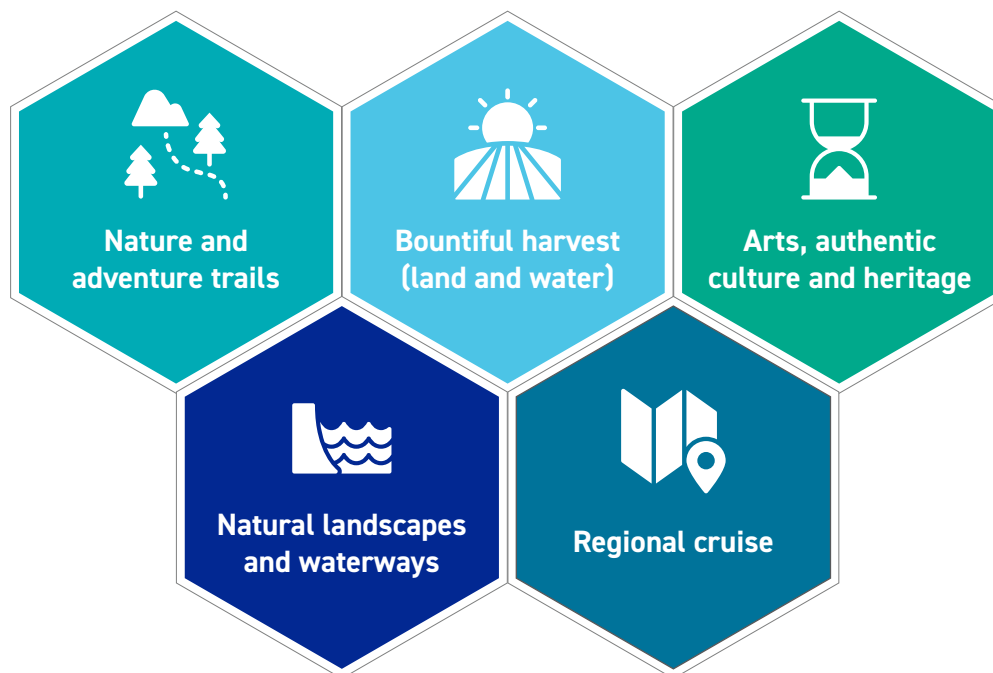 Nature and
adventure trails
Bountiful harvest
(land and water)
Arts, authentic
culture and heritage
Natural landscapes
and waterways
Regional cruise